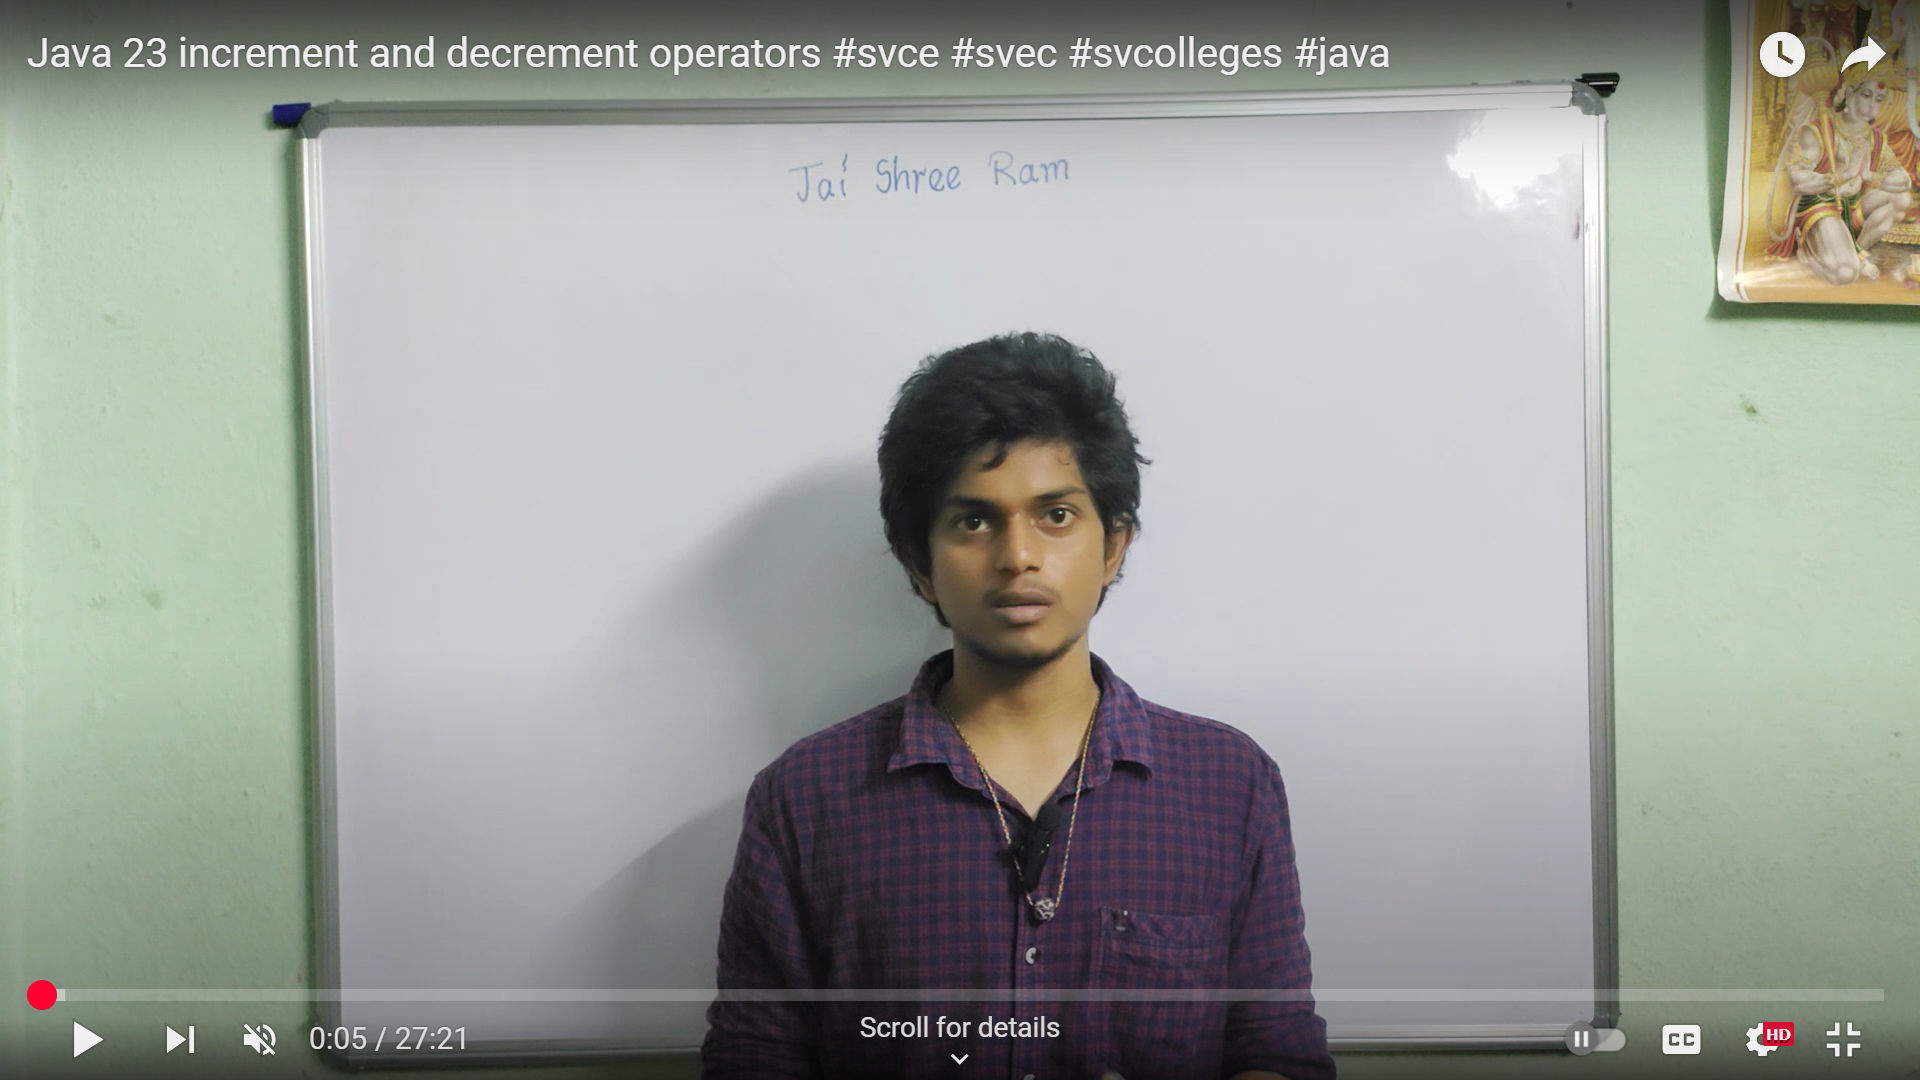 Java 23 increment and decrement operators #svce #svec #svcolleges #java
Jai Shree Ram
0:05 / 27:21
Scroll for details
CC
HD